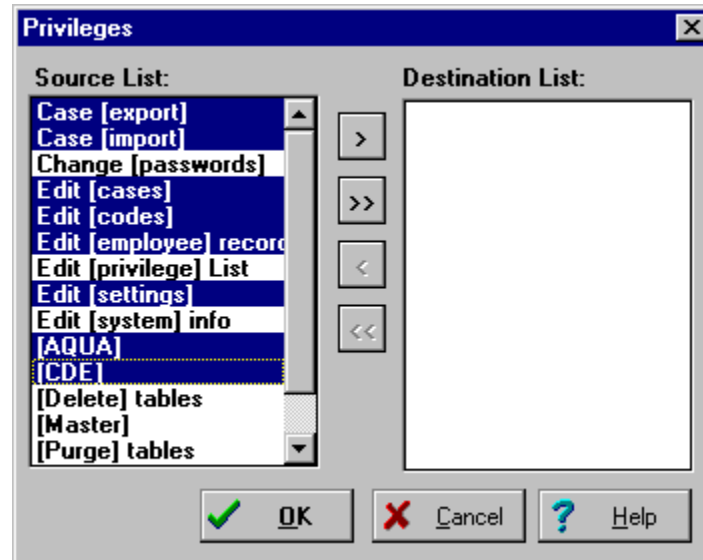 Privileges
Source List:
Destination List:
Case [export]
Case [import]
Change [passwords]
Edit [cases]
Edit [codes]
Edit [employee] record
Edit [privilege] List
Edit [settings]
Edit [system] info
[AQUA]
[CDE]
[Delete] tables
[Master]
[Purge] tables
>
>>
<
<<
OK
Cancel
? Help